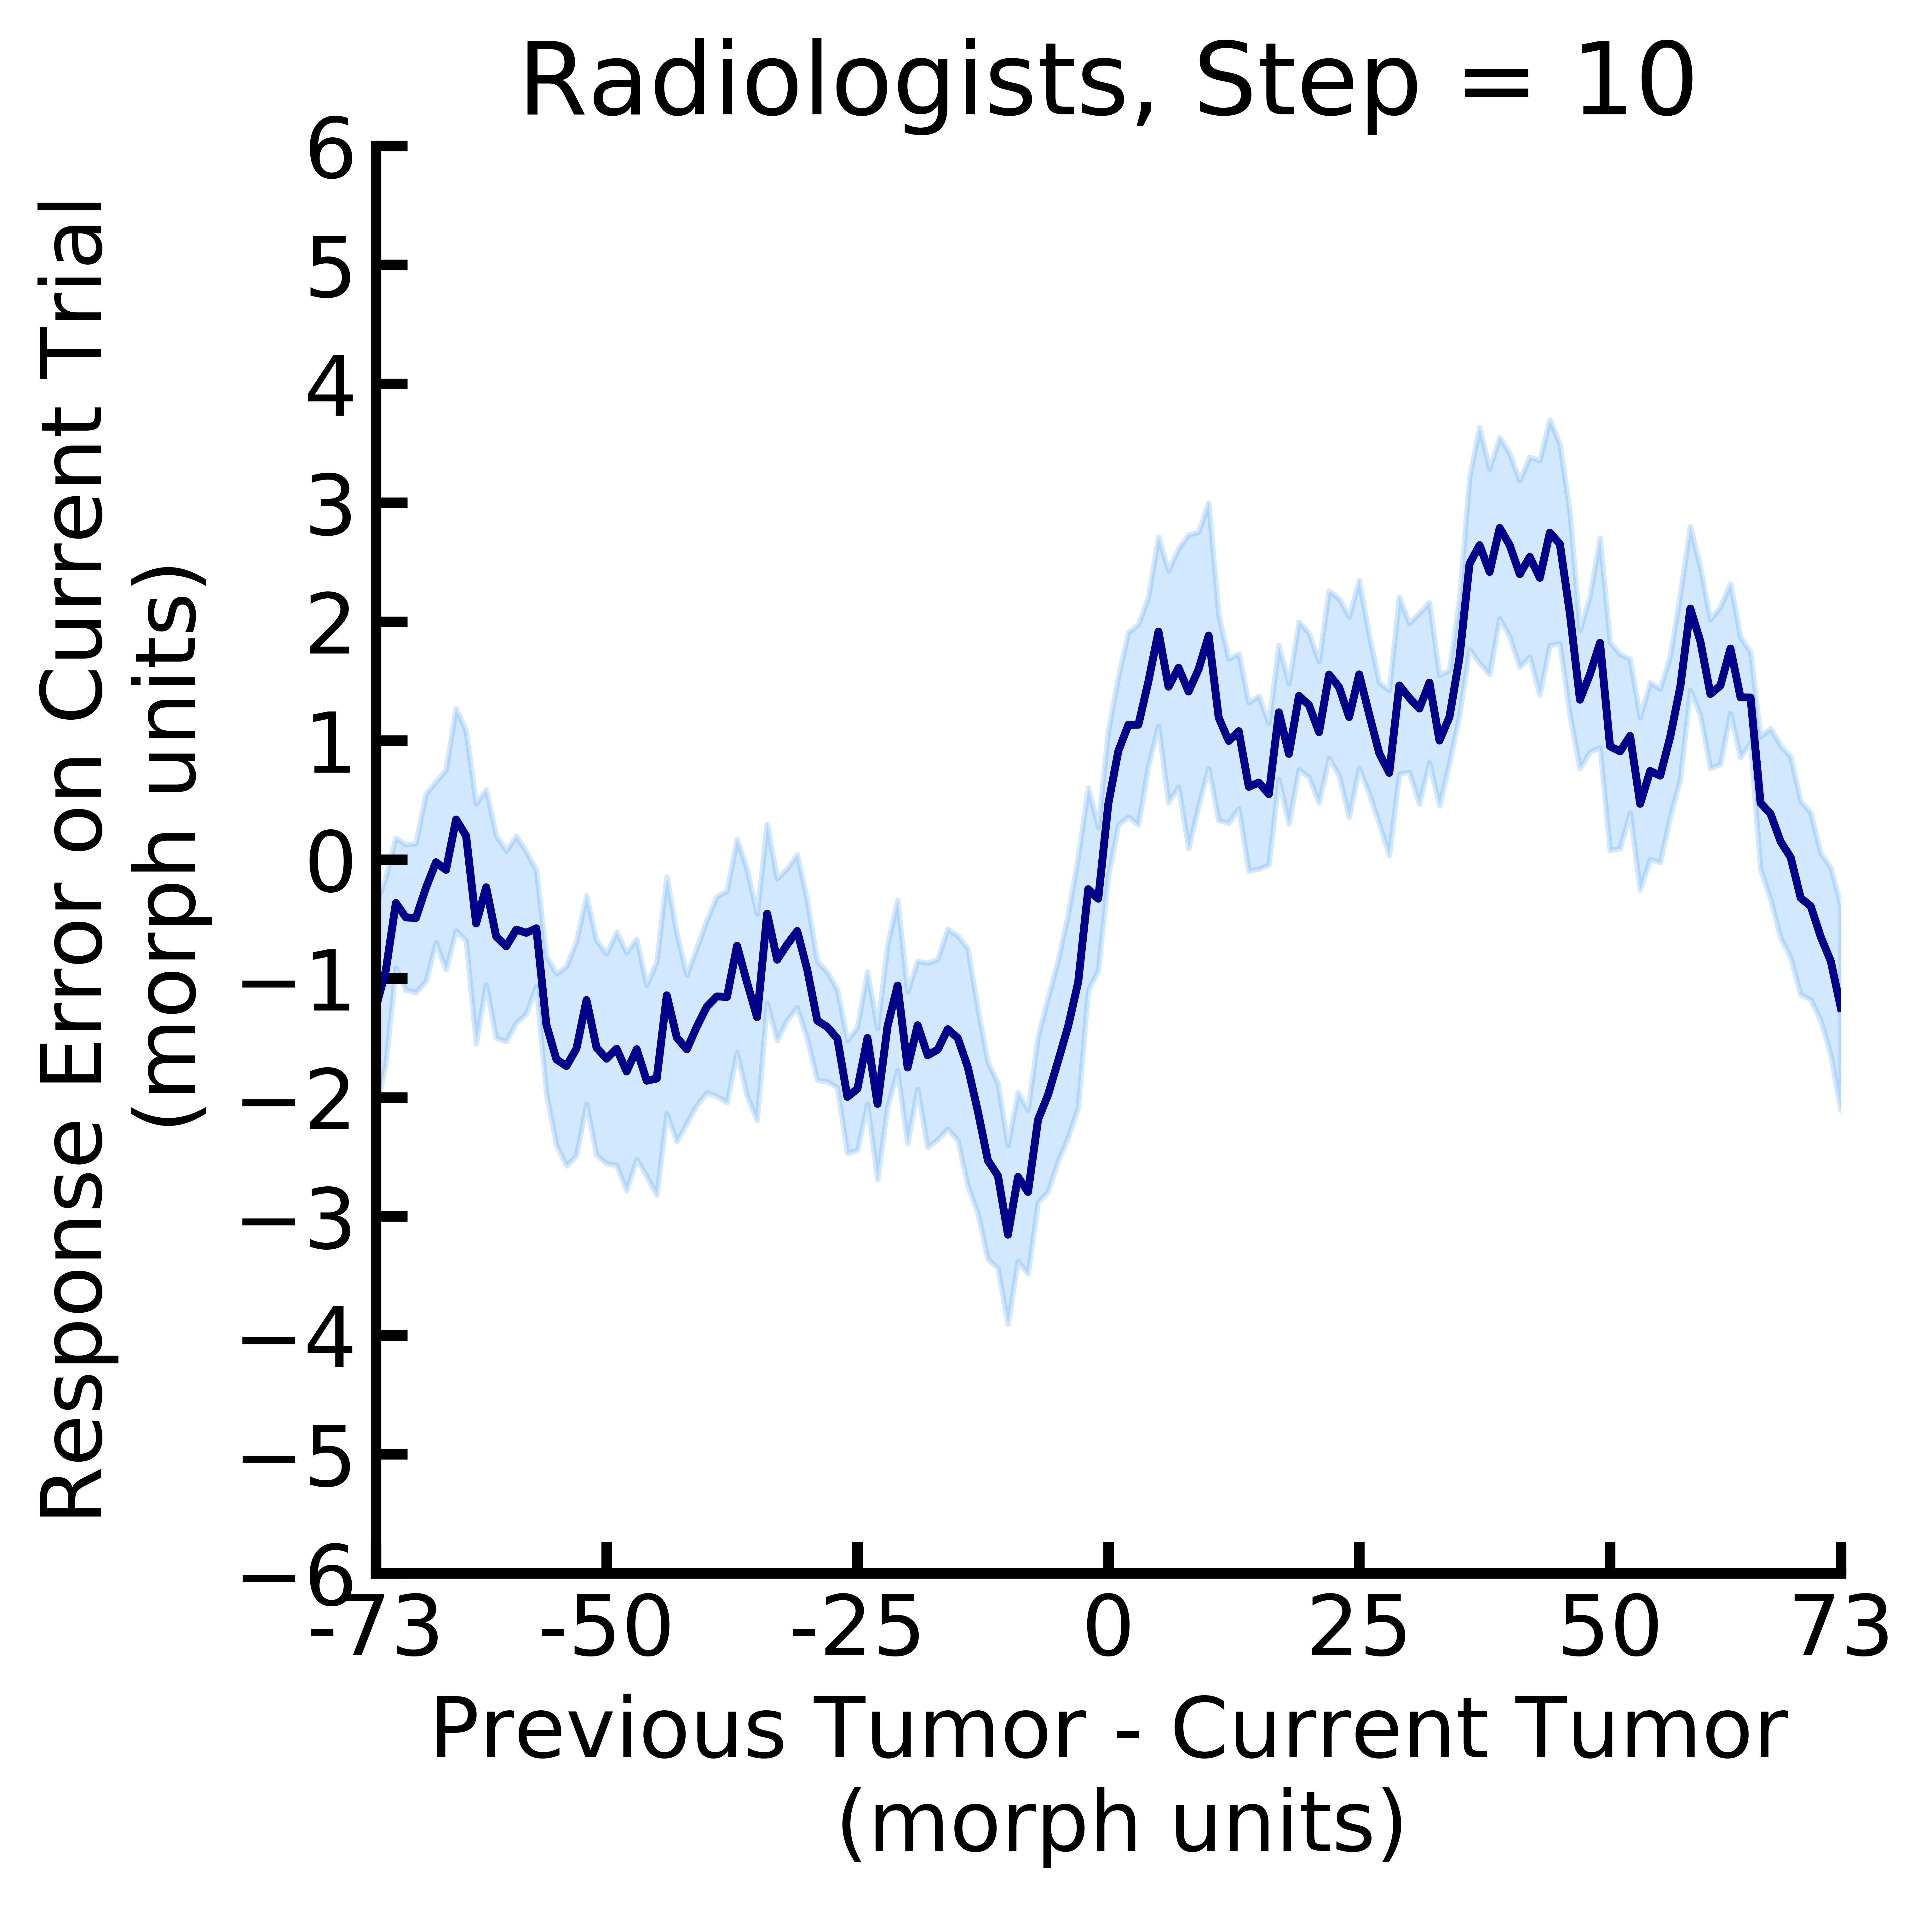 Radiologists, Step = 10
Response Error on Current Trial
(morph units)
6
5
4
3
2
1
0
−1
−2
−3
−4
−5
−6
-73 -50 -25 0 25 50 73
Previous Tumor - Current Tumor
(morph units)